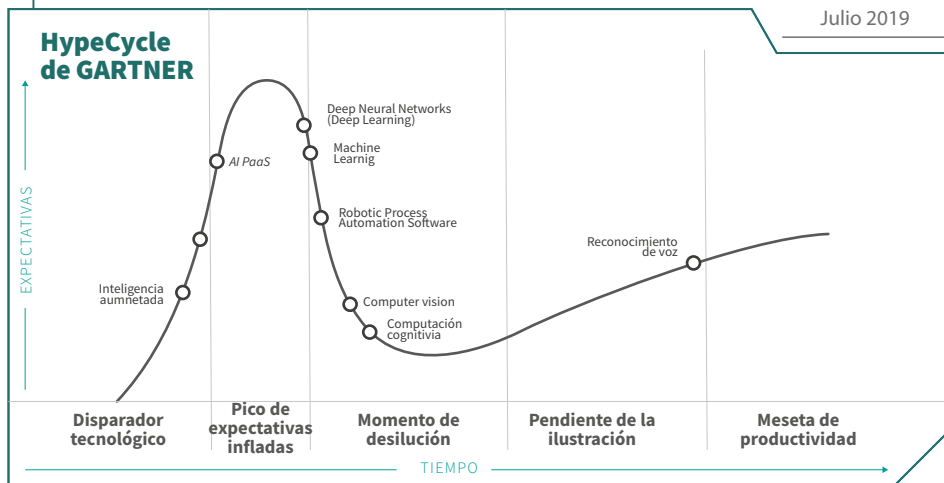 Julio 2019
HypeCycle
de GARTNER
EXPECTATIVAS
Deep Neural Networks
(Deep Learning)
Machine
Learnig
AI PaaS
Robotic Process
Automation Software
Reconocimiento
de voz
Inteligencia
aumnetada
Computer vision
Computación
cognitivia
Disparador
tecnológico
Pico de
expectativas
infladas
Momento de
desilución
Pendiente de la
ilustración
Meseta de
productividad
TIEMPO